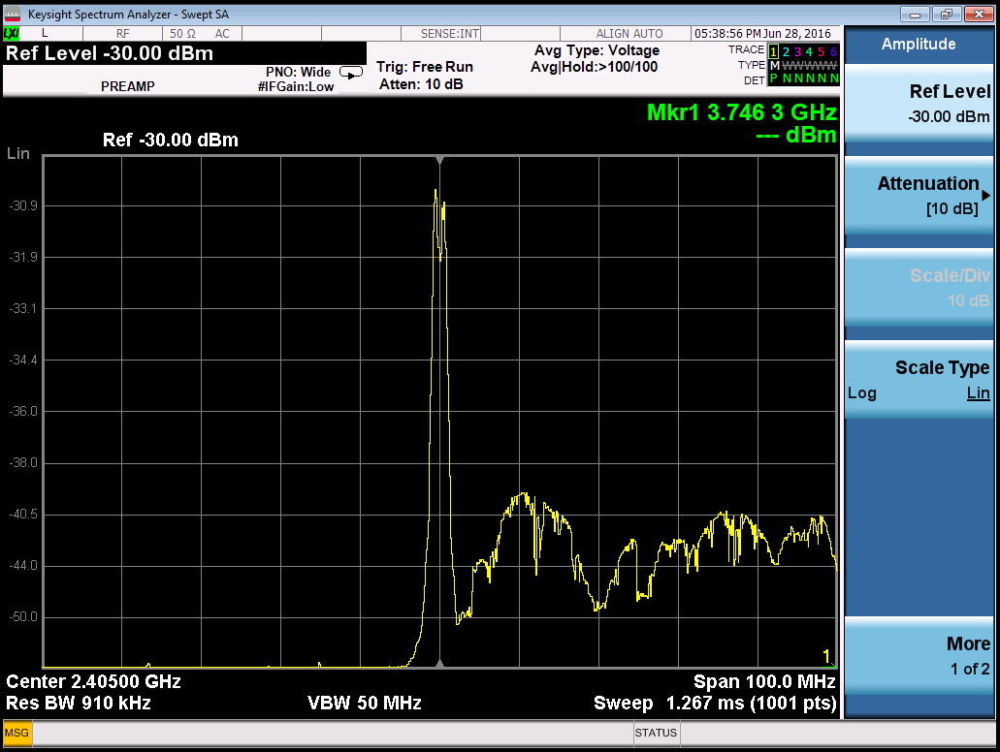 Keysight Spectrum Analyzer - Swept SA
LXI L RF 50 Ω AC SENSE:INT ALIGN AUTO 05:38:56 PM Jun 28, 2016
Ref Level -30.00 dBm
PREAMP
PNO: Wide
#IFGain:Low
Trig: Free Run
Atten: 10 dB
Avg Type: Voltage
Avg|Hold:>100/100
TRACE 1 2 3 4 5 6
TYPE M WWWWW
DET P N N N N N
Mkr1 3.746 3 GHz
--- dBm
Ref -30.00 dBm
Lin
-30.9
-31.9
-33.1
-34.4
-36.0
-38.0
-40.5
-44.0
-50.0
1
Center 2.40500 GHz Span 100.0 MHz
Res BW 910 kHz VBW 50 MHz Sweep 1.267 ms (1001 pts)
MSG STATUS
Amplitude
Ref Level
-30.00 dBm
Attenuation
[10 dB]
Scale/Div
10 dB
Scale Type
Log Lin
More
1 of 2